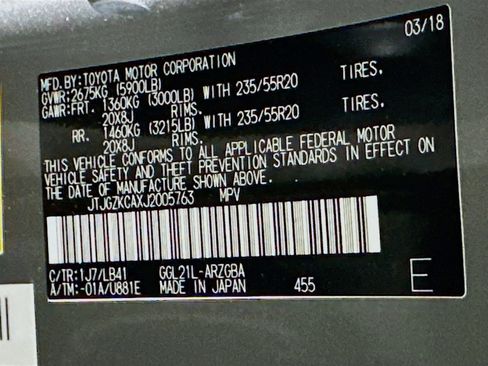 03/18
MFD.BY:TOYOTA MOTOR CORPORATION
GVWR:2675KG (5900LB)
GAWR:FRT. 1360KG (3000LB) WITH 235/55R20 TIRES,
20X8J RIMS,
RR. 1460KG (3215LB) WITH 235/55R20 TIRES,
20X8J RIMS.
THIS VEHICLE CONFORMS TO ALL APPLICABLE FEDERAL MOTOR
VEHICLE SAFETY AND THEFT PREVENTION STANDARDS IN EFFECT ON
THE DATE OF MANUFACTURE SHOWN ABOVE.
JTJGZKCAXJ2005763 MPV
C/TR:1J7/LB41 GGL21L-ARZGBA
A/TM:-01A/U881E MADE IN JAPAN 455 E